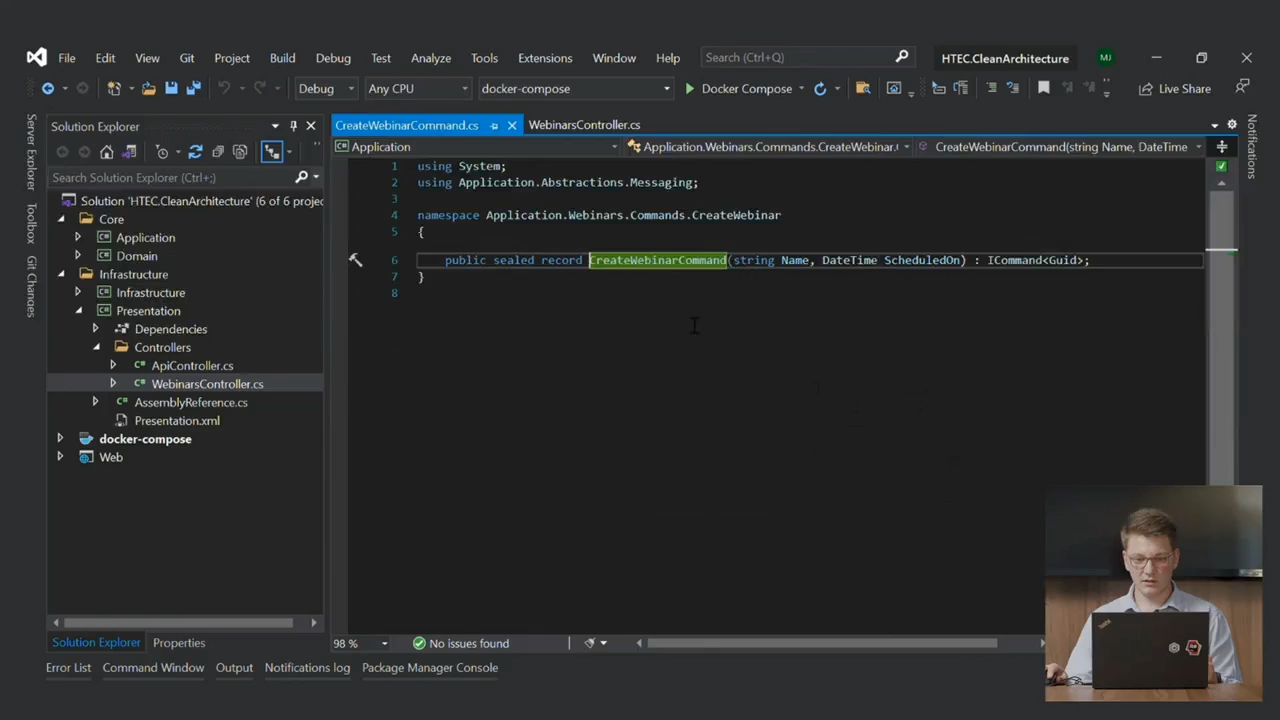 File Edit View Git Project Build Debug Test Analyze Tools Extensions Window Help Search (Ctrl+Q) HTEC.CleanArchitecture MJ
Debug Any CPU docker-compose Docker Compose Live Share
Server Explorer
Toolbox
Git Changes
Solution Explorer
Search Solution Explorer (Ctrl+;)
Solution 'HTEC.CleanArchitecture' (6 of 6 projec
Core
Application
Domain
Infrastructure
Infrastructure
Presentation
Dependencies
Controllers
ApiController.cs
WebinarsController.cs
AssemblyReference.cs
Presentation.xml
docker-compose
Web
Solution Explorer Properties
CreateWebinarCommand.cs WebinarsController.cs
Application Application.Webinars.Commands.CreateWebinar.( CreateWebinarCommand(string Name, DateTime
1 using System;
2 using Application.Abstractions.Messaging;
3
4 namespace Application.Webinars.Commands.CreateWebinar
5 {
6 public sealed record CreateWebinarCommand(string Name, DateTime ScheduledOn) : ICommand<Guid>;
7 }
8
98 % No issues found
Notifications
Error List Command Window Output Notifications log Package Manager Console